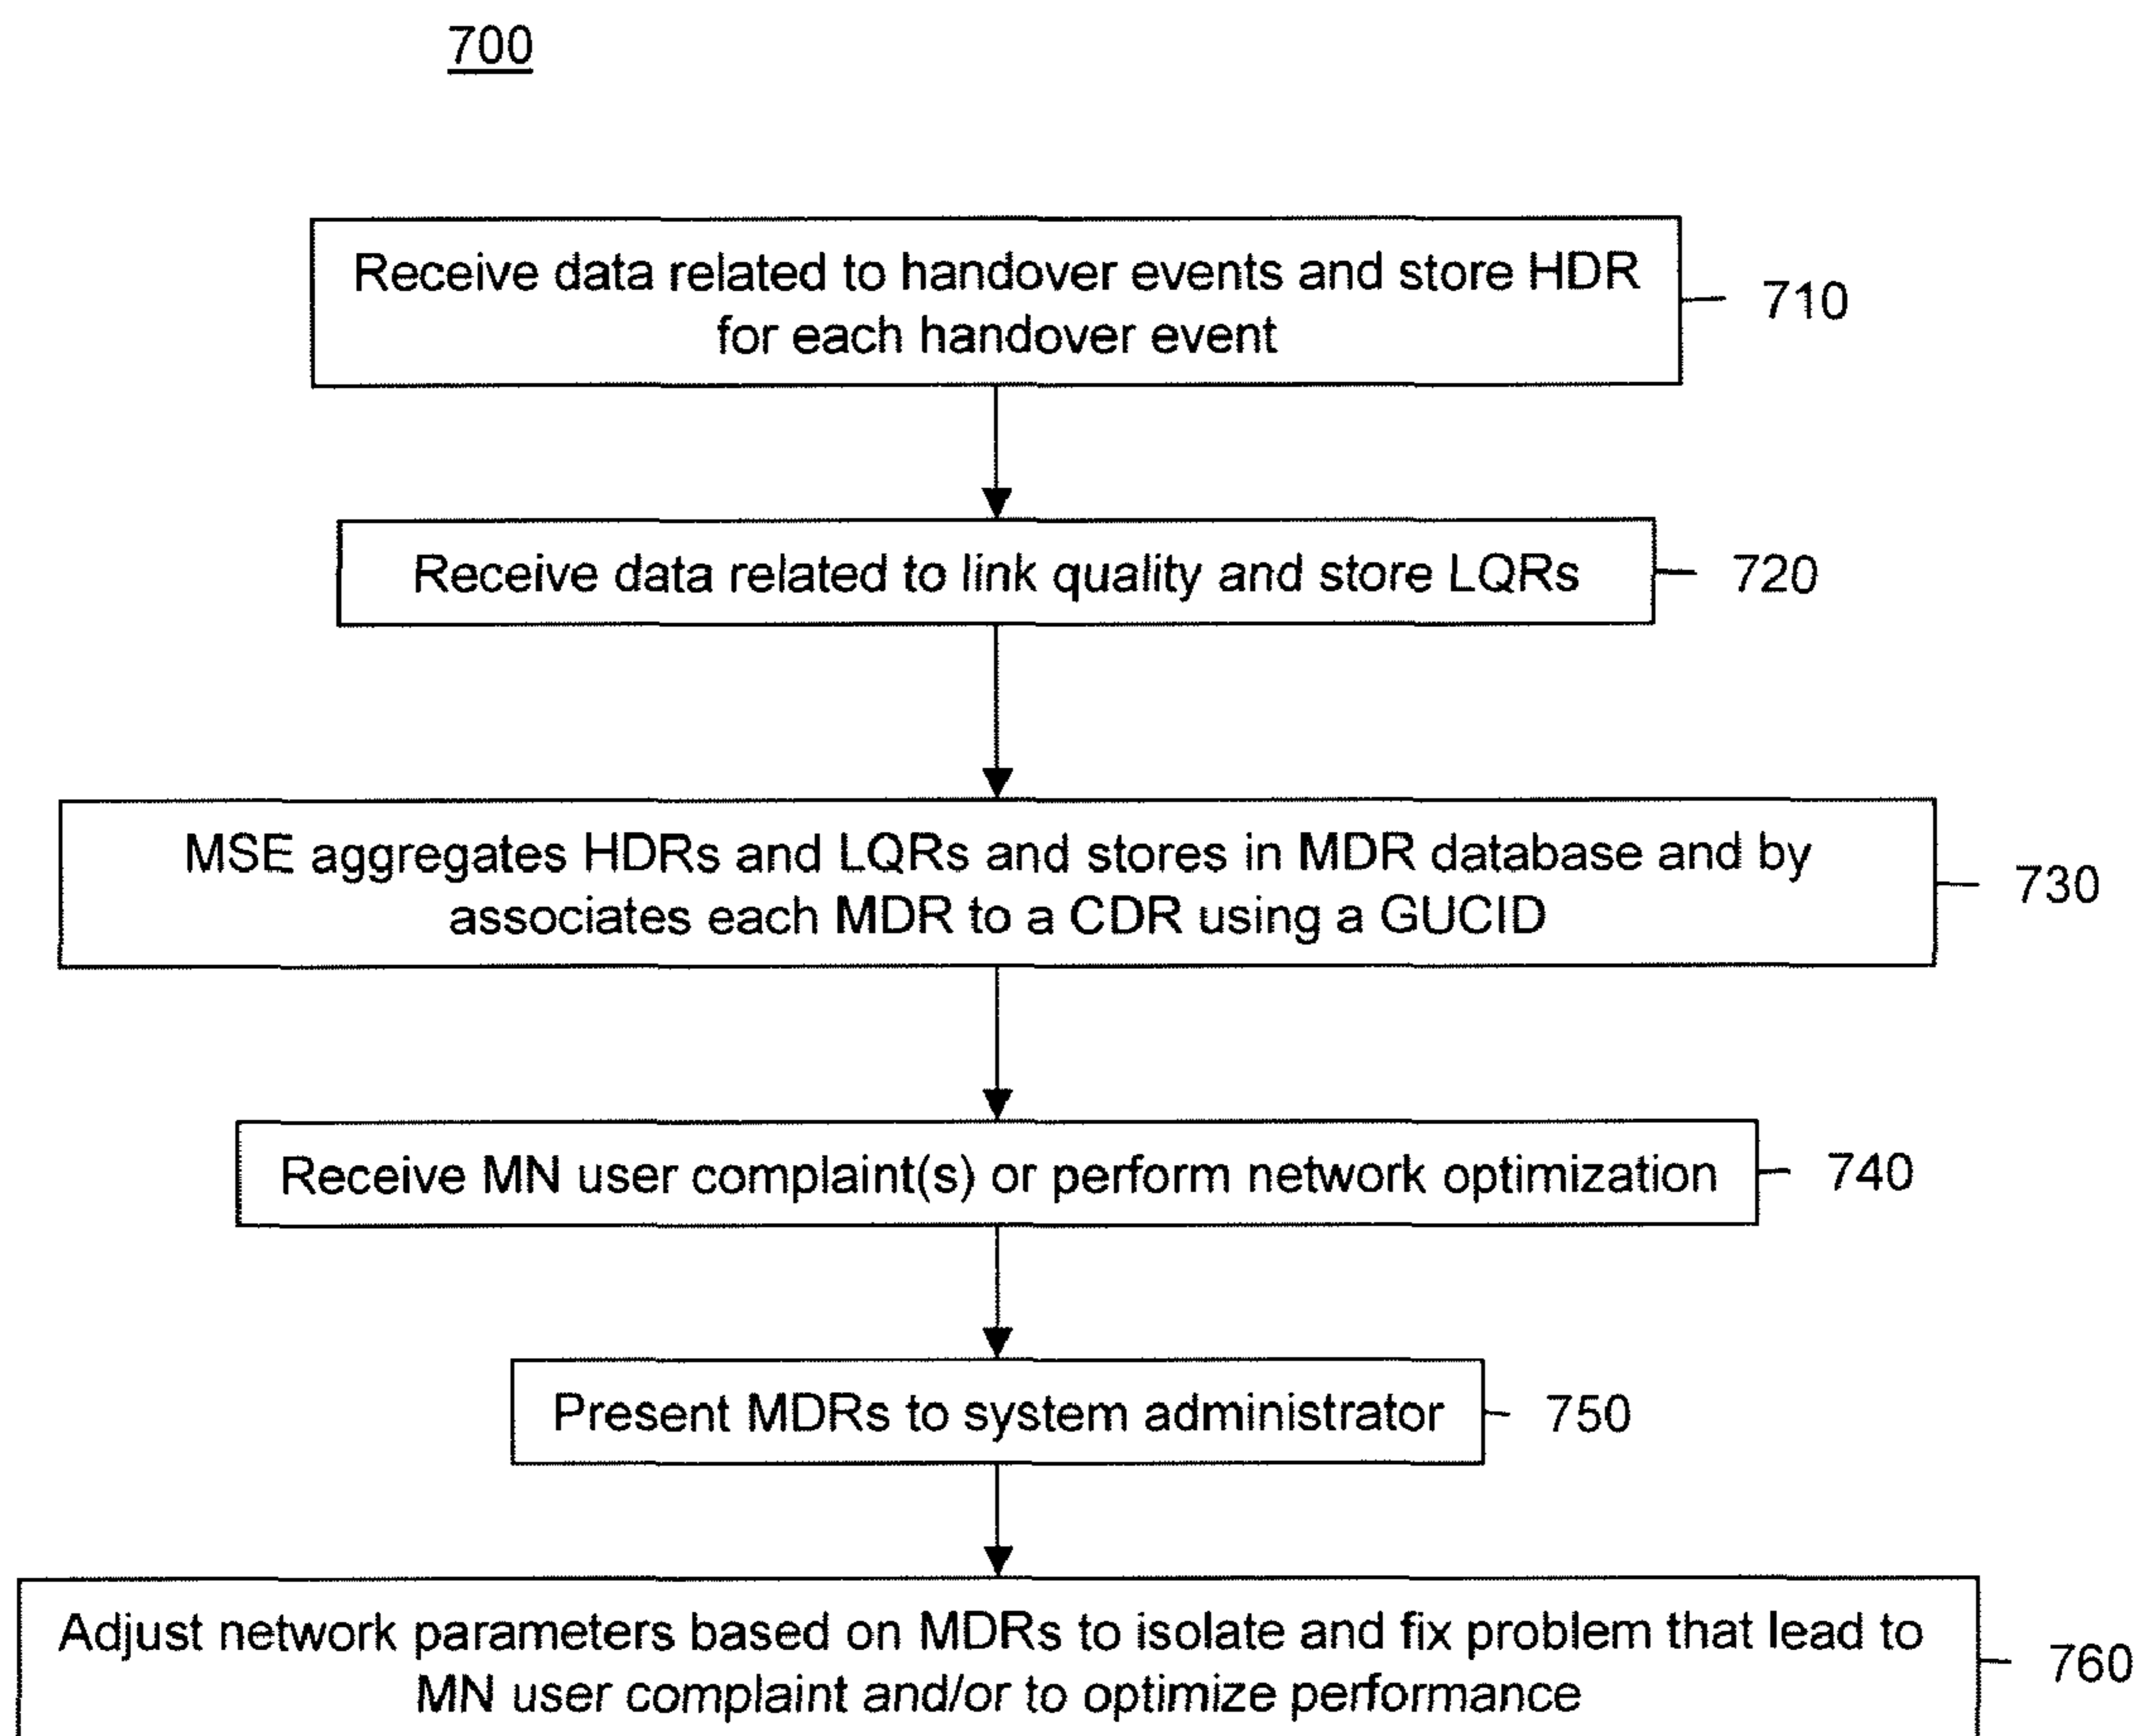 700
Receive data related to handover events and store HDR
for each handover event
710
Receive data related to link quality and store LQRs
720
MSE aggregates HDRs and LQRs and stores in MDR database and by
associates each MDR to a CDR using a GUCID
730
Receive MN user complaint(s) or perform network optimization
740
Present MDRs to system administrator
750
Adjust network parameters based on MDRs to isolate and fix problem that lead to
MN user complaint and/or to optimize performance
760